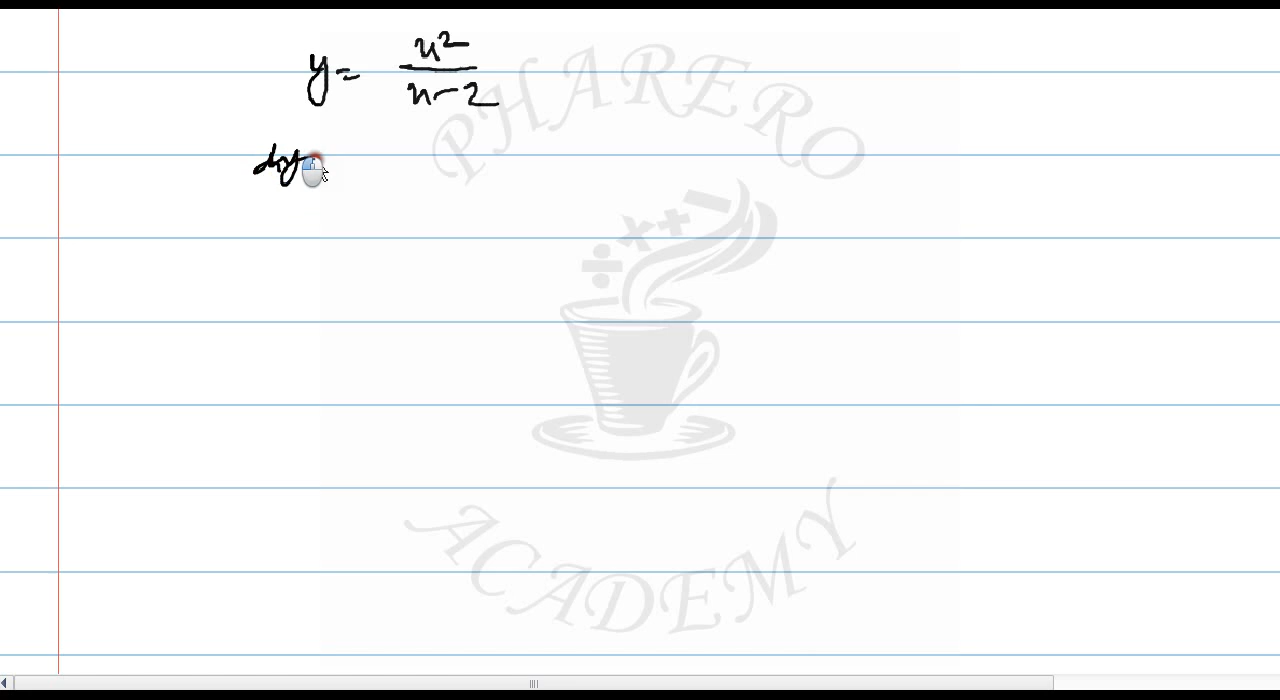 y = x²/(x-2)
dy
PHARERO
ACADEMY